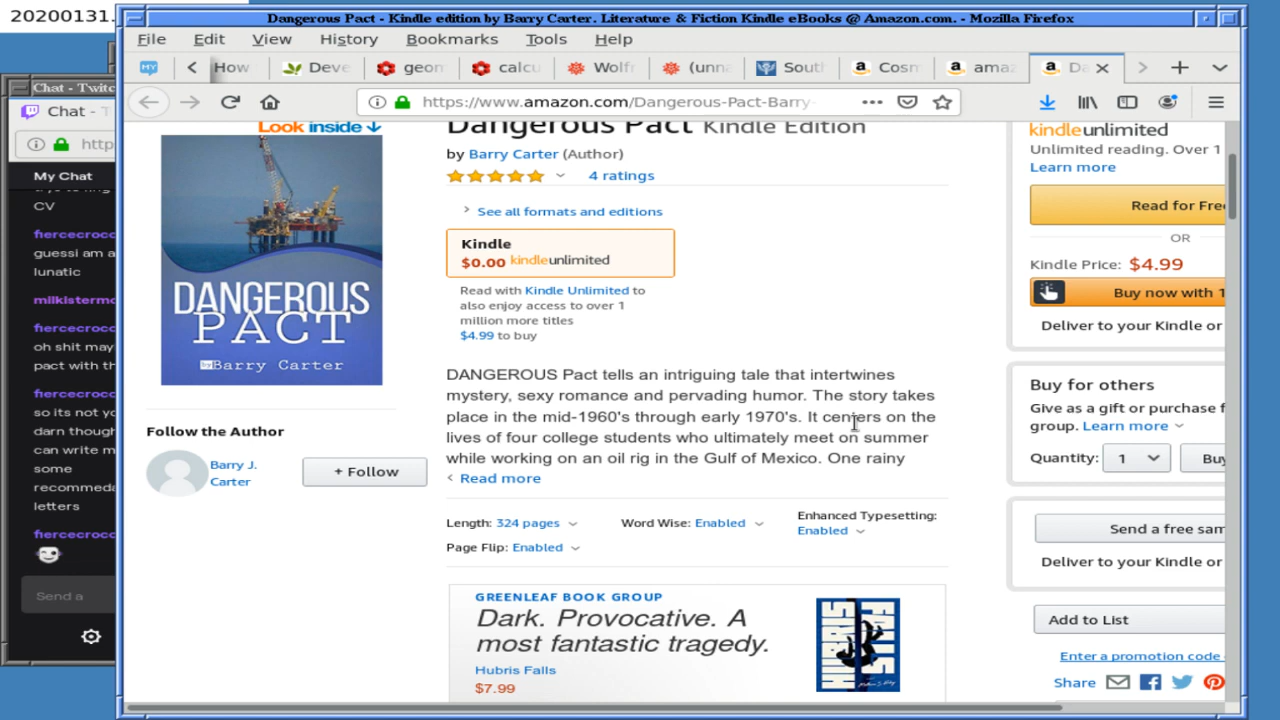 20200131.
Dangerous Pact - Kindle edition by Barry Carter. Literature & Fiction Kindle eBooks @ Amazon.com. - Mozilla Firefox
File Edit View History Bookmarks Tools Help
How Deve geon calcu Wolfr (unna South Cosm amaz Da
https://www.amazon.com/Dangerous-Pact-Barry-
Chat - Twitc
Chat - T
http
My Chat
CV
fiercecroco
guessi am a
lunatic
milkistermo
fiercecroco
oh shit may
pact with th
fiercecroco
so its not yo
darn though
can write m
some
recommeda
letters
fiercecroco
Send a
Look inside
DANGEROUS
PACT
by Barry Carter
Follow the Author
Barry J.
Carter
+ Follow
Dangerous Pact Kindle Edition
by Barry Carter (Author)
4 ratings
See all formats and editions
Kindle
$0.00 kindleunlimited
Read with Kindle Unlimited to
also enjoy access to over 1
million more titles
$4.99 to buy
DANGEROUS Pact tells an intriguing tale that intertwines
mystery, sexy romance and pervading humor. The story takes
place in the mid-1960's through early 1970's. It centers on the
lives of four college students who ultimately meet on summer
while working on an oil rig in the Gulf of Mexico. One rainy
Read more
Length: 324 pages Word Wise: Enabled Enhanced Typesetting:
Enabled
Page Flip: Enabled
GREENLEAF BOOK GROUP
Dark. Provocative. A
most fantastic tragedy.
Hubris Falls
$7.99
HUBRIS FALLS
kindleunlimited
Unlimited reading. Over 1
Learn more
Read for Free
OR
Kindle Price: $4.99
Buy now with 1
Deliver to your Kindle or
Buy for others
Give as a gift or purchase f
group. Learn more
Quantity: 1 Buy
Send a free sam
Deliver to your Kindle or
Add to List
Enter a promotion code
Share